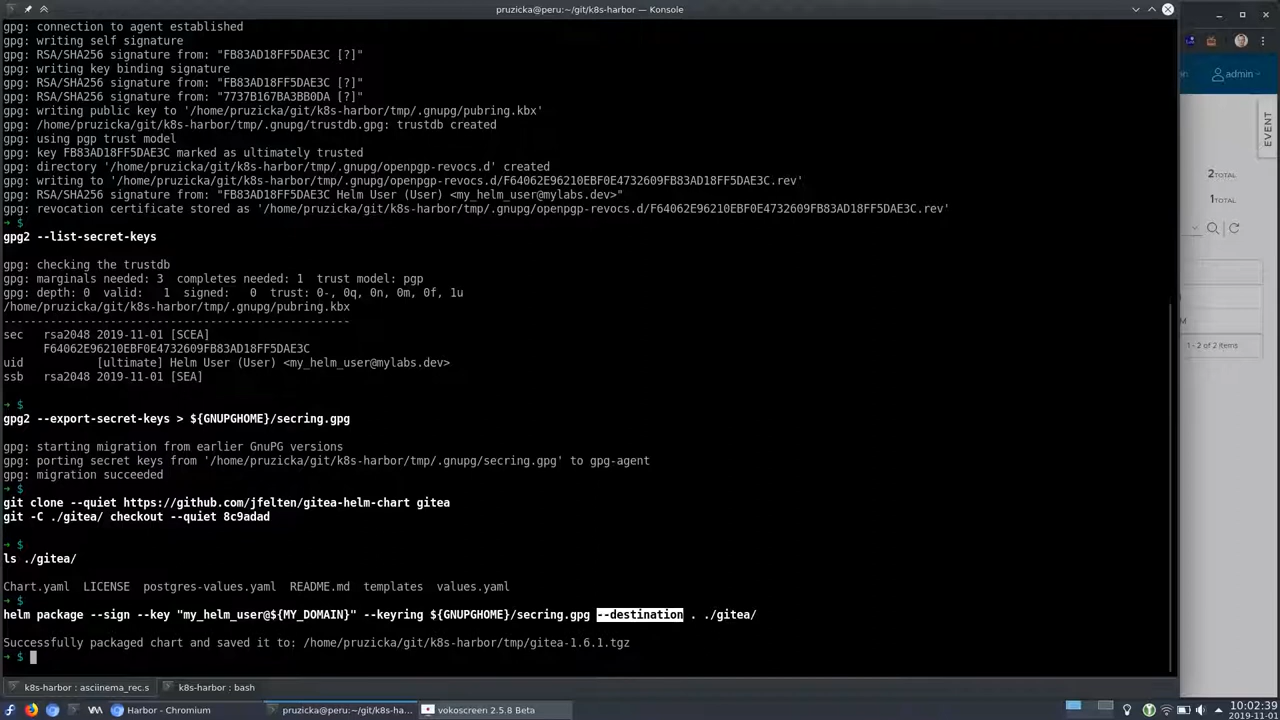 pruzicka@peru:~/git/k8s-harbor — Konsole
gpg: connection to agent established
gpg: writing self signature
gpg: RSA/SHA256 signature from: "FB83AD18FF5DAE3C [?]"
gpg: writing key binding signature
gpg: RSA/SHA256 signature from: "FB83AD18FF5DAE3C [?]"
gpg: RSA/SHA256 signature from: "7737B167BA3BB0DA [?]"
gpg: writing public key to '/home/pruzicka/git/k8s-harbor/tmp/.gnupg/pubring.kbx'
gpg: /home/pruzicka/git/k8s-harbor/tmp/.gnupg/trustdb.gpg: trustdb created
gpg: using pgp trust model
gpg: key FB83AD18FF5DAE3C marked as ultimately trusted
gpg: directory '/home/pruzicka/git/k8s-harbor/tmp/.gnupg/openpgp-revocs.d' created
gpg: writing to '/home/pruzicka/git/k8s-harbor/tmp/.gnupg/openpgp-revocs.d/F64062E96210EBF0E4732609FB83AD18FF5DAE3C.rev'
gpg: RSA/SHA256 signature from: "FB83AD18FF5DAE3C Helm User (User) <my_helm_user@mylabs.dev>"
gpg: revocation certificate stored as '/home/pruzicka/git/k8s-harbor/tmp/.gnupg/openpgp-revocs.d/F64062E96210EBF0E4732609FB83AD18FF5DAE3C.rev'
➜ $
gpg2 --list-secret-keys
gpg: checking the trustdb
gpg: marginals needed: 3  completes needed: 1  trust model: pgp
gpg: depth: 0  valid:   1  signed:   0  trust: 0-, 0q, 0n, 0m, 0f, 1u
/home/pruzicka/git/k8s-harbor/tmp/.gnupg/pubring.kbx
----------------------------------------------------
sec   rsa2048 2019-11-01 [SCEA]
F64062E96210EBF0E4732609FB83AD18FF5DAE3C
uid           [ultimate] Helm User (User) <my_helm_user@mylabs.dev>
ssb   rsa2048 2019-11-01 [SEA]
➜ $
gpg2 --export-secret-keys > ${GNUPGHOME}/secring.gpg
gpg: starting migration from earlier GnuPG versions
gpg: porting secret keys from '/home/pruzicka/git/k8s-harbor/tmp/.gnupg/secring.gpg' to gpg-agent
gpg: migration succeeded
➜ $
git clone --quiet https://github.com/jfelten/gitea-helm-chart gitea
git -C ./gitea/ checkout --quiet 8c9adad
➜ $
ls ./gitea/
Chart.yaml  LICENSE  postgres-values.yaml  README.md  templates  values.yaml
➜ $
helm package --sign --key "my_helm_user@${MY_DOMAIN}" --keyring ${GNUPGHOME}/secring.gpg --destination . ./gitea/
Successfully packaged chart and saved it to: /home/pruzicka/git/k8s-harbor/tmp/gitea-1.6.1.tgz
➜ $
admin
EVENT
2TOTAL
1TOTAL
M
1 - 2 of 2 items
k8s-harbor : asciinema_rec.s
k8s-harbor : bash
Harbor - Chromium
pruzicka@peru:~/git/k8s-ha...
vokoscreen 2.5.8 Beta
10:02:39
2019-11-01